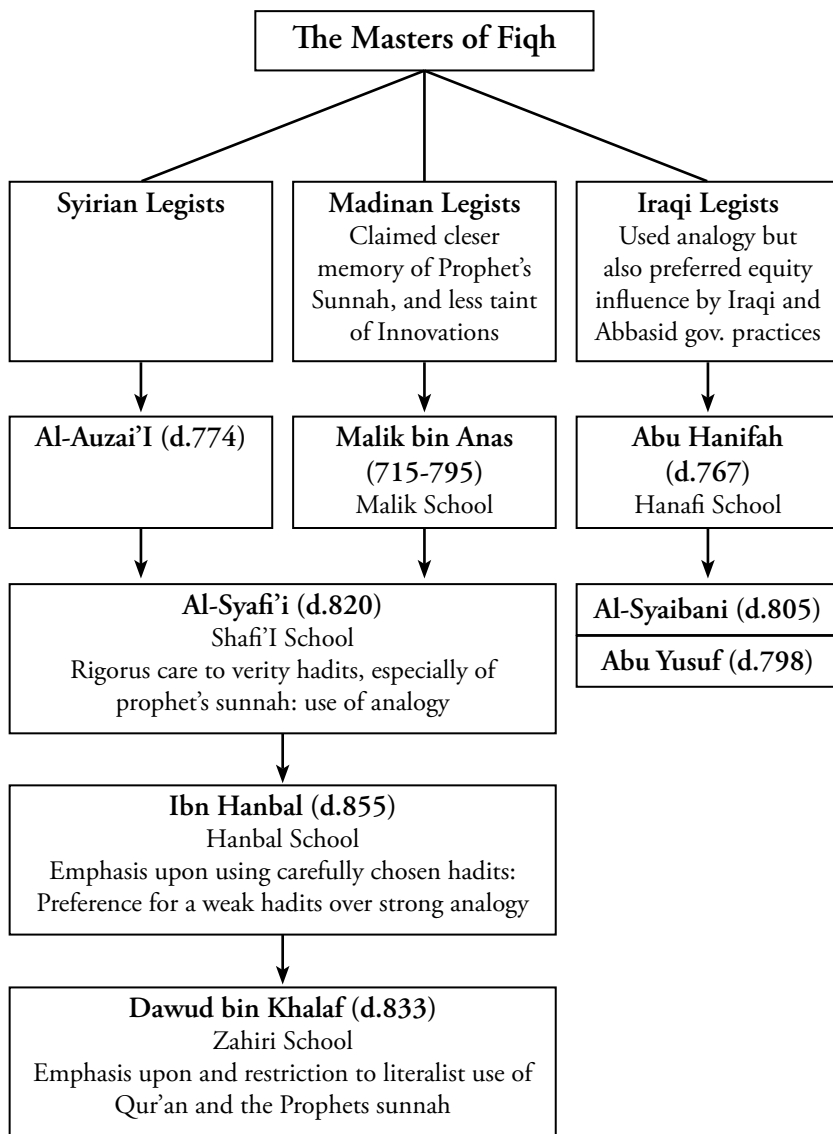 The Masters of Fiqh
Syirian Legists
Madinan Legists
Claimed cleser
memory of Prophet's
Sunnah, and less taint
of Innovations
Iraqi Legists
Used analogy but
also preferred equity
influence by Iraqi and
Abbasid gov. practices
Al-Auzai'I (d.774)
Malik bin Anas
(715-795)
Malik School
Abu Hanifah
(d.767)
Hanafi School
Al-Syafi'i (d.820)
Shafi'I School
Rigorus care to verity hadits, especially of
prophet's sunnah: use of analogy
Al-Syaibani (d.805)
Abu Yusuf (d.798)
Ibn Hanbal (d.855)
Hanbal School
Emphasis upon using carefully chosen hadits:
Preference for a weak hadits over strong analogy
Dawud bin Khalaf (d.833)
Zahiri School
Emphasis upon and restriction to literalist use of
Qur'an and the Prophets sunnah